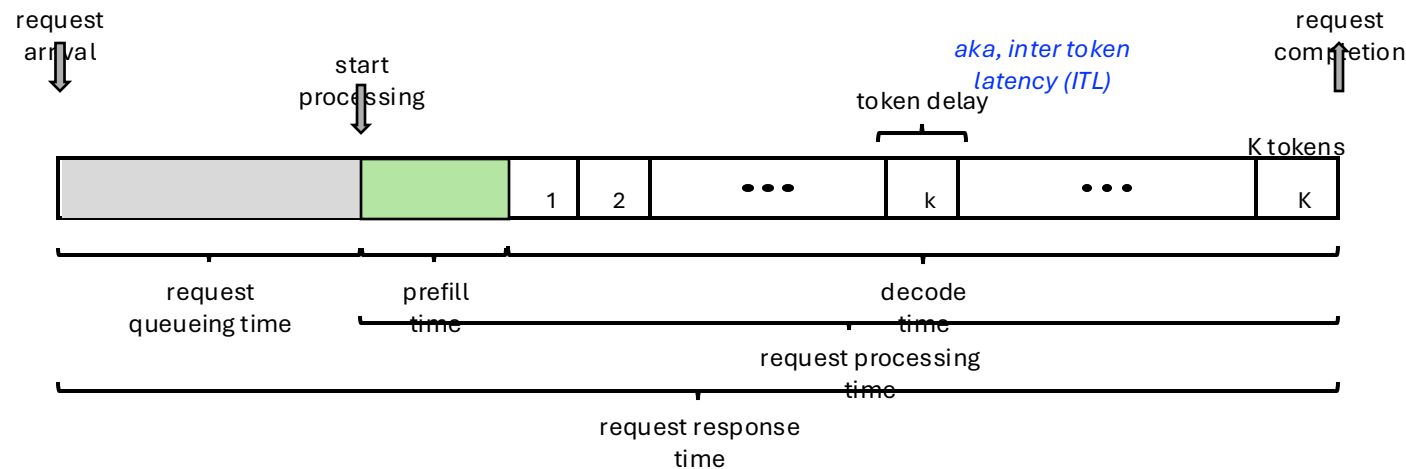 request
arrival
start
processing
aka, inter token
latency (ITL)
token delay
request
completion
K tokens
1
2
k
K
request
queueing time
prefill
time
decode
time
request processing
time
request response
time